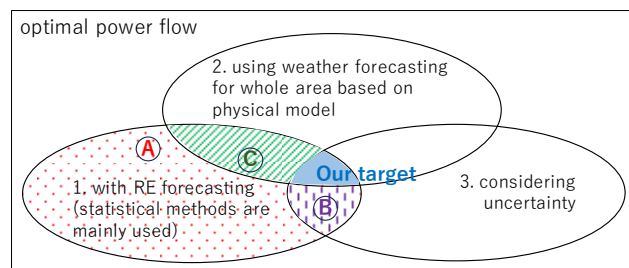 optimal power flow
2. using weather forecasting
for whole area based on
physical model
A
C
Our target
1. with RE forecasting
(statistical methods are
mainly used)
B
3. considering
uncertainty